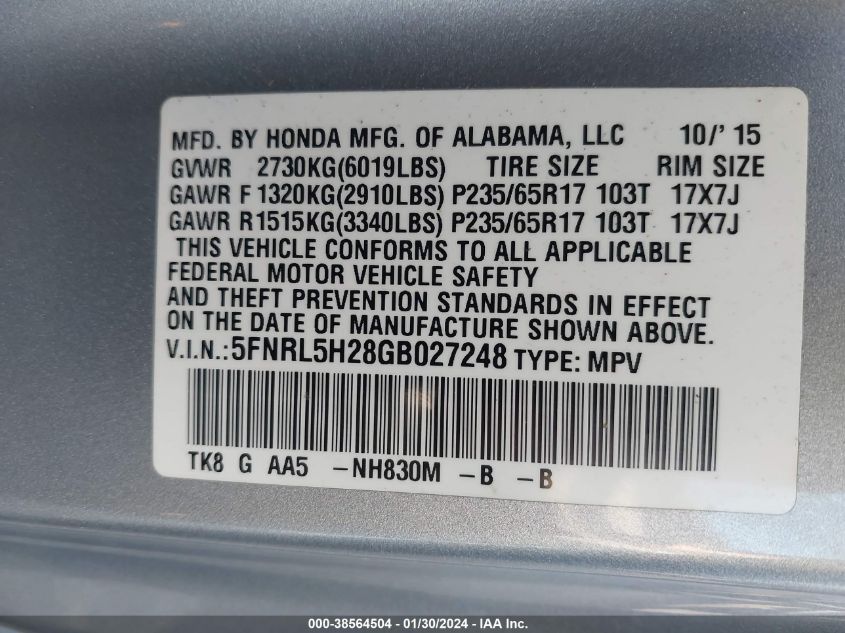 MFD. BY HONDA MFG. OF ALABAMA, LLC 10/'15
GVWR 2730KG(6019LBS) TIRE SIZE RIM SIZE
GAWR F 1320KG(2910LBS) P235/65R17 103T 17X7J
GAWR R1515KG(3340LBS) P235/65R17 103T 17X7J
THIS VEHICLE CONFORMS TO ALL APPLICABLE
FEDERAL MOTOR VEHICLE SAFETY
AND THEFT PREVENTION STANDARDS IN EFFECT
ON THE DATE OF MANUFACTURE SHOWN ABOVE.
V.I.N.:5FNRL5H28GB027248 TYPE: MPV
TK8 G AA5 –NH830M –B –B
000-38564504 - 01/30/2024 - IAA Inc.